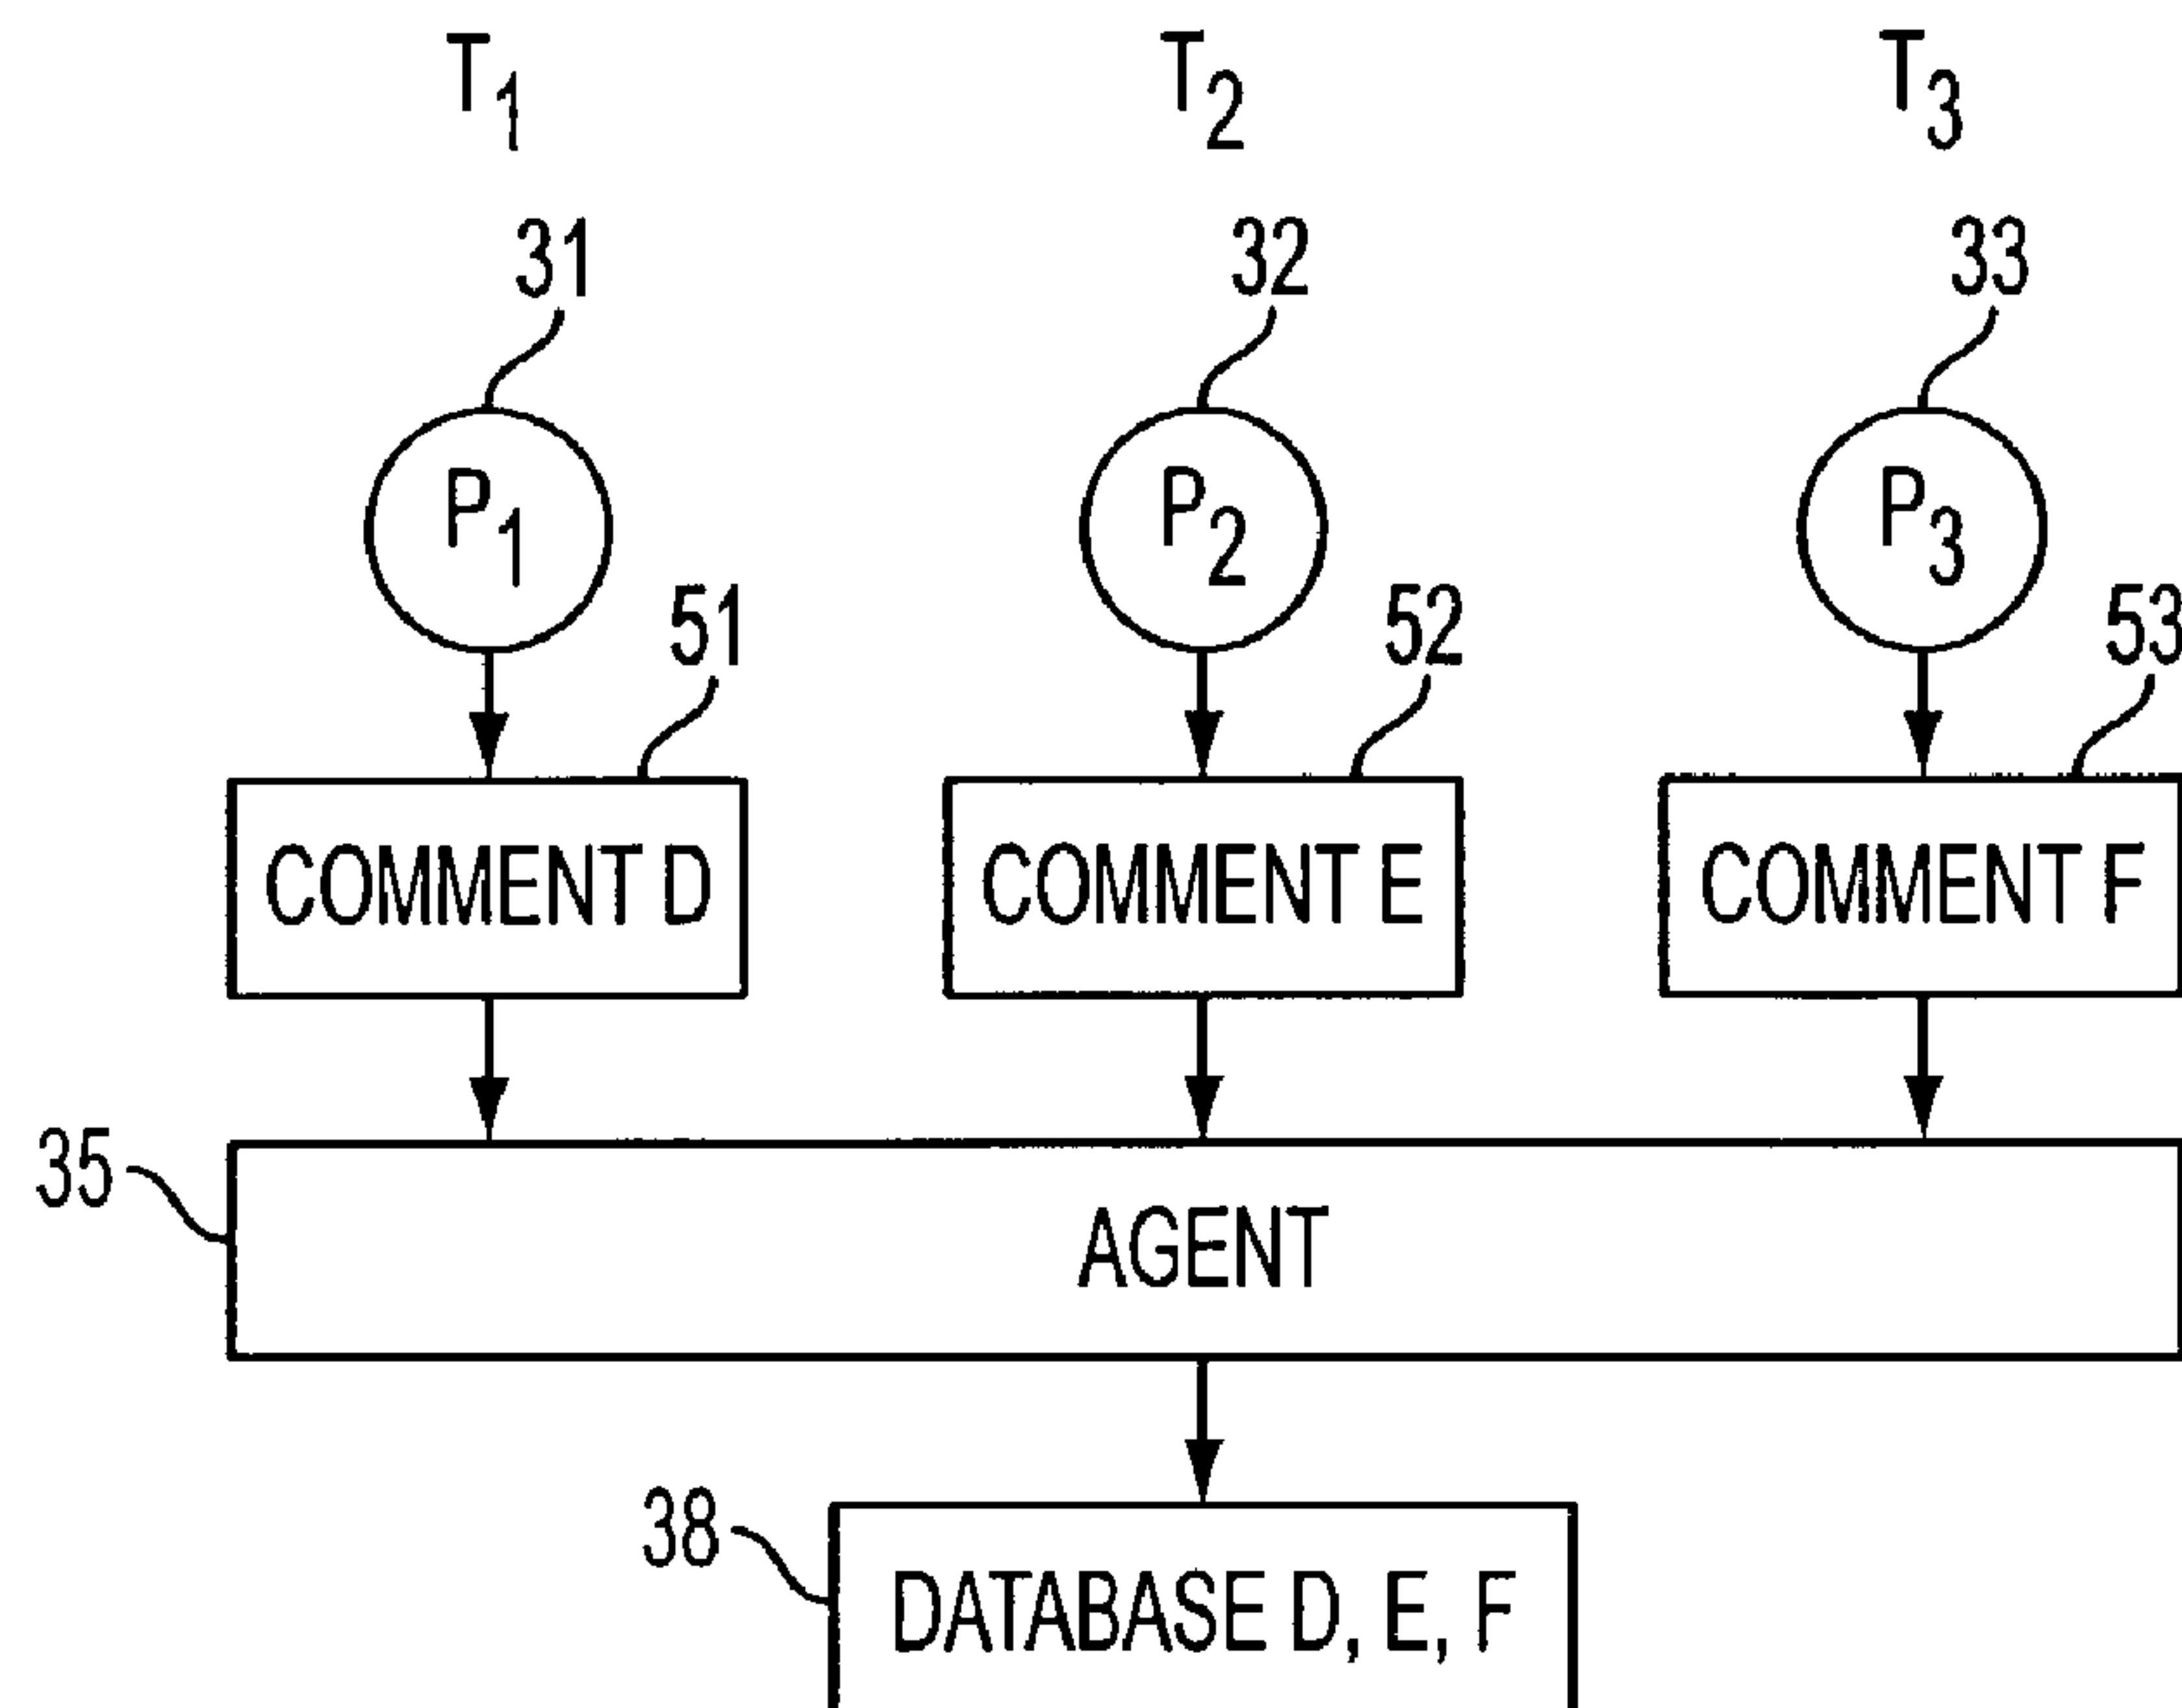 T1 T2 T3
31 32 33
P1 P2 P3
51 52 53
COMMENT D COMMENT E COMMENT F
35
AGENT
38
DATABASE D, E, F